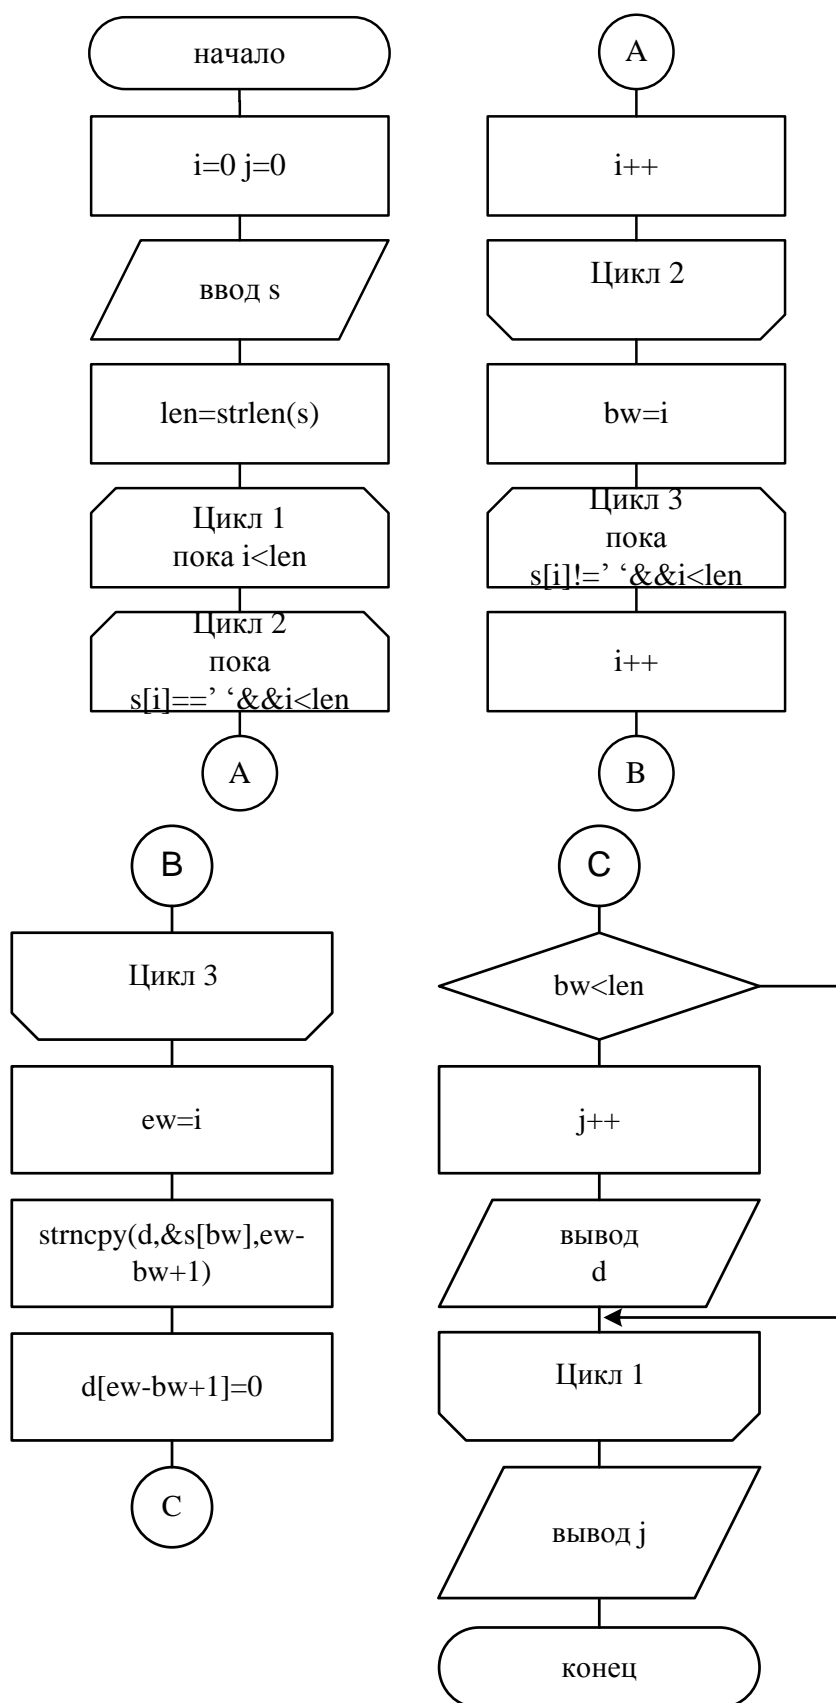 начало
i=0 j=0
ввод s
len=strlen(s)
Цикл 1
пока i<len
Цикл 2
пока
s[i]==’ ‘&&i<len
A
A
i++
Цикл 2
bw=i
Цикл 3
пока
s[i]!=’ ‘&&i<len
i++
B
B
Цикл 3
ew=i
strncpy(d,&s[bw],ew-
bw+1)
d[ew-bw+1]=0
C
C
bw<len
j++
вывод
d
Цикл 1
вывод j
конец